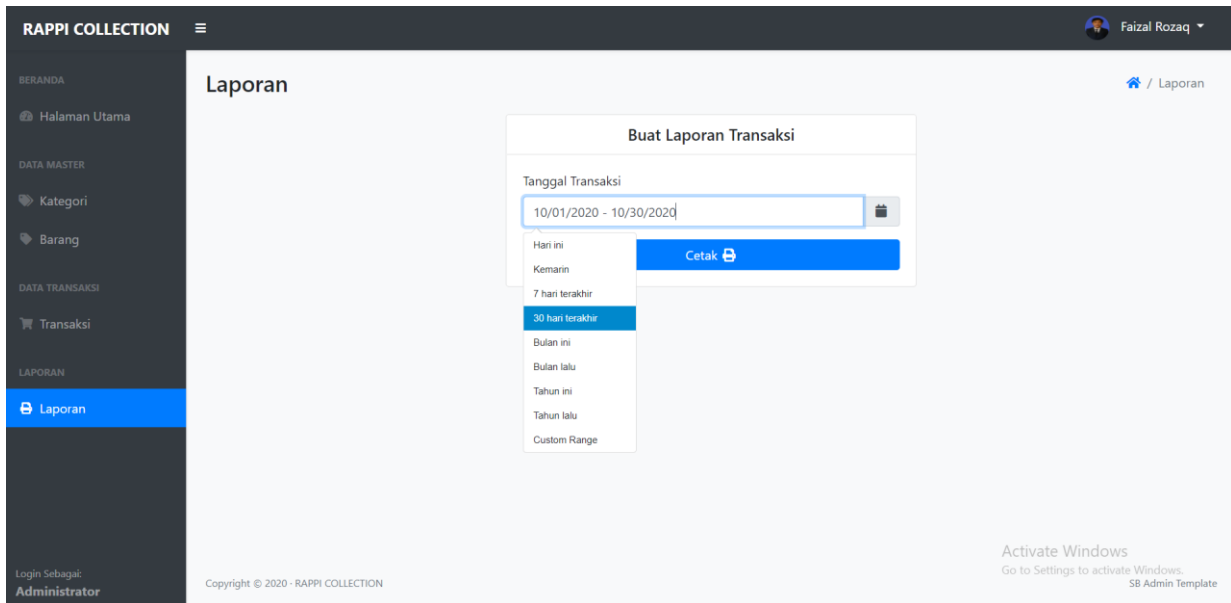 RAPPI COLLECTION
Faizal Rozaq
BERANDA
Halaman Utama
DATA MASTER
Kategori
Barang
DATA TRANSAKSI
Transaksi
LAPORAN
Laporan
Login Sebagai:
Administrator
Laporan
/ Laporan
Buat Laporan Transaksi
Tanggal Transaksi
10/01/2020 - 10/30/2020
Cetak
Hari ini
Kemarin
7 hari terakhir
30 hari terakhir
Bulan ini
Bulan lalu
Tahun ini
Tahun lalu
Custom Range
Activate Windows
Go to Settings to activate Windows.
Copyright © 2020 - RAPPI COLLECTION
SB Admin Template